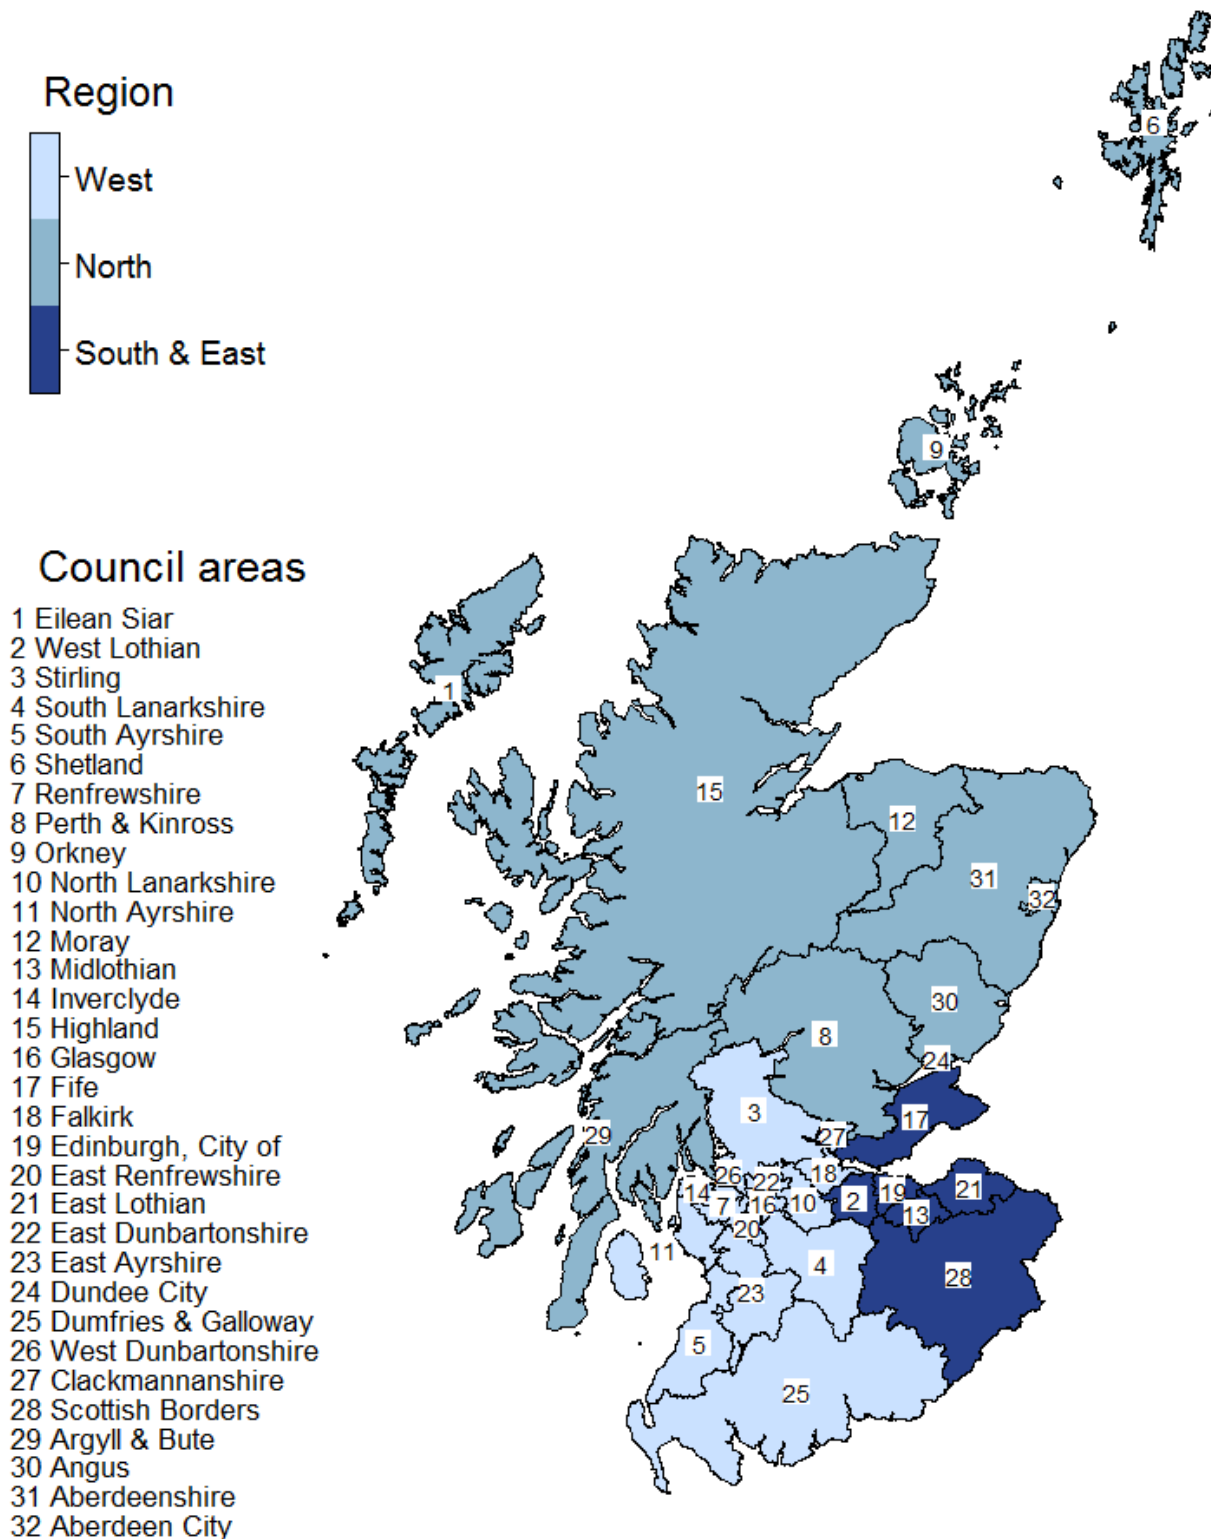 Region
West
North
South & East
Council areas
1 Eilean Siar
2 West Lothian
3 Stirling
4 South Lanarkshire
5 South Ayrshire
6 Shetland
7 Renfrewshire
8 Perth & Kinross
9 Orkney
10 North Lanarkshire
11 North Ayrshire
12 Moray
13 Midlothian
14 Inverclyde
15 Highland
16 Glasgow
17 Fife
18 Falkirk
19 Edinburgh, City of
20 East Renfrewshire
21 East Lothian
22 East Dunbartonshire
23 East Ayrshire
24 Dundee City
25 Dumfries & Galloway
26 West Dunbartonshire
27 Clackmannanshire
28 Scottish Borders
29 Argyll & Bute
30 Angus
31 Aberdeenshire
32 Aberdeen City
6
9
1
15
12
31
32
30
8
24
3
17
29
27
26
22
18
14
7
16
10
2
19
21
13
20
11
4
23
28
5
25